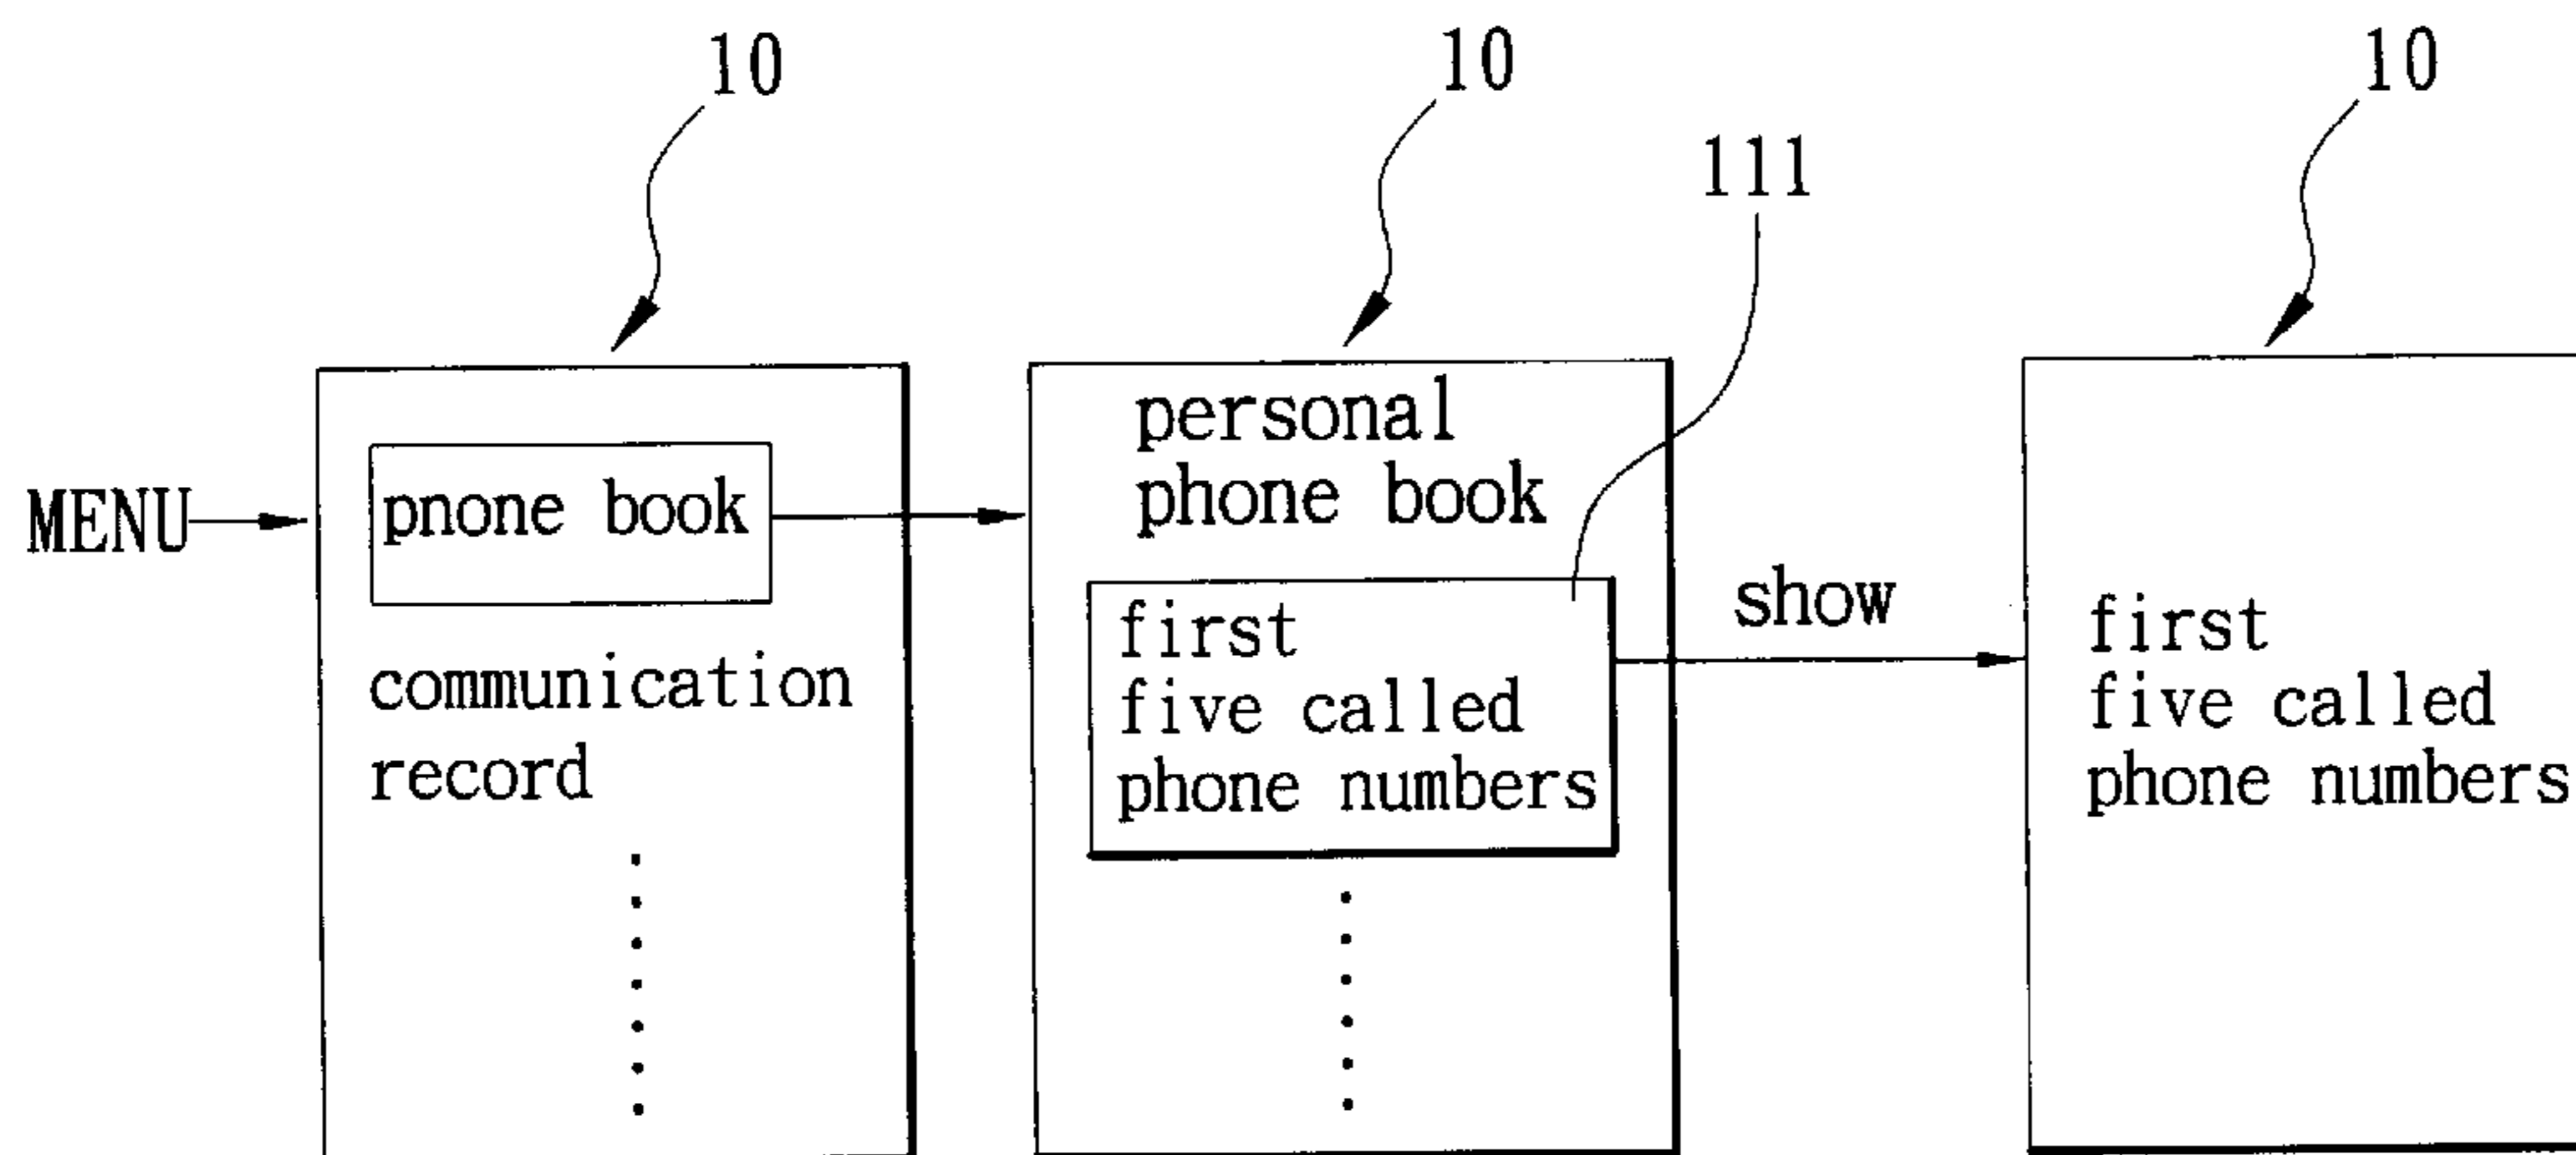 10
10
10
111
MENU
pnone book
communication
record
personal
phone book
first
five called
phone numbers
show
first
five called
phone numbers